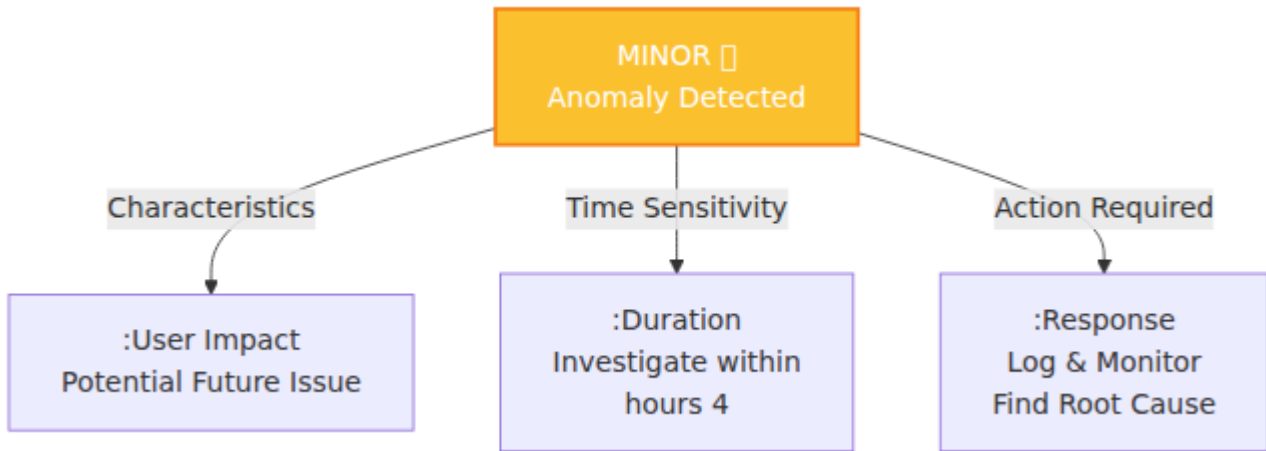 MINOR
Anomaly Detected
Characteristics
Time Sensitivity
Action Required
:User Impact
Potential Future Issue
:Duration
Investigate within
hours 4
:Response
Log & Monitor
Find Root Cause